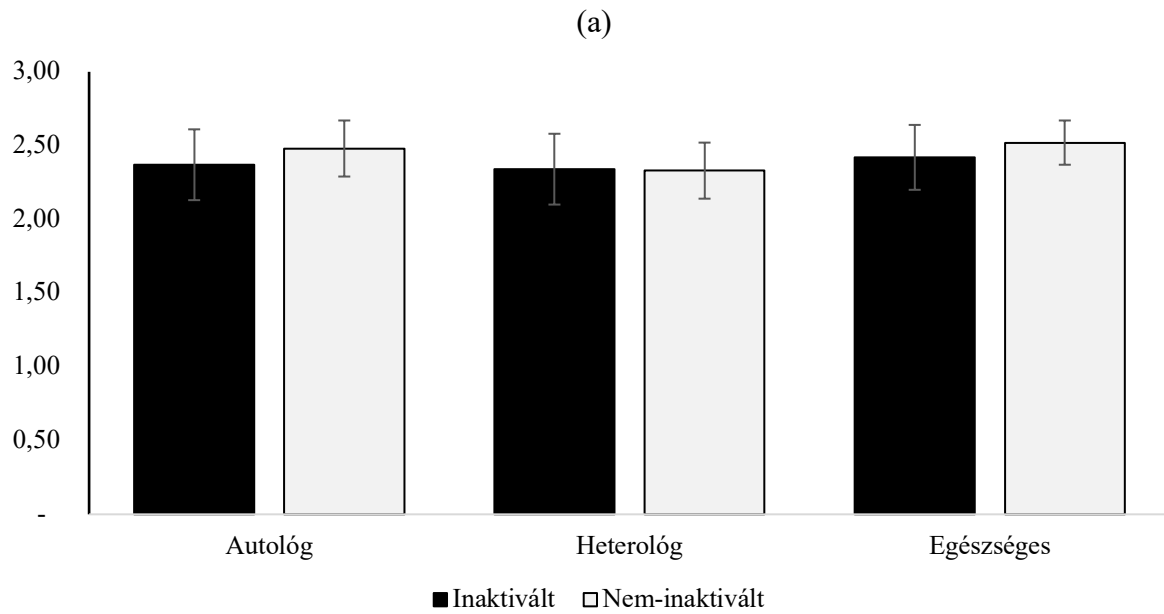 (a)
3,00
2,50
2,00
1,50
1,00
0,50
-
Autológ Heterológ Egészséges
Inaktivált Nem-inaktivált